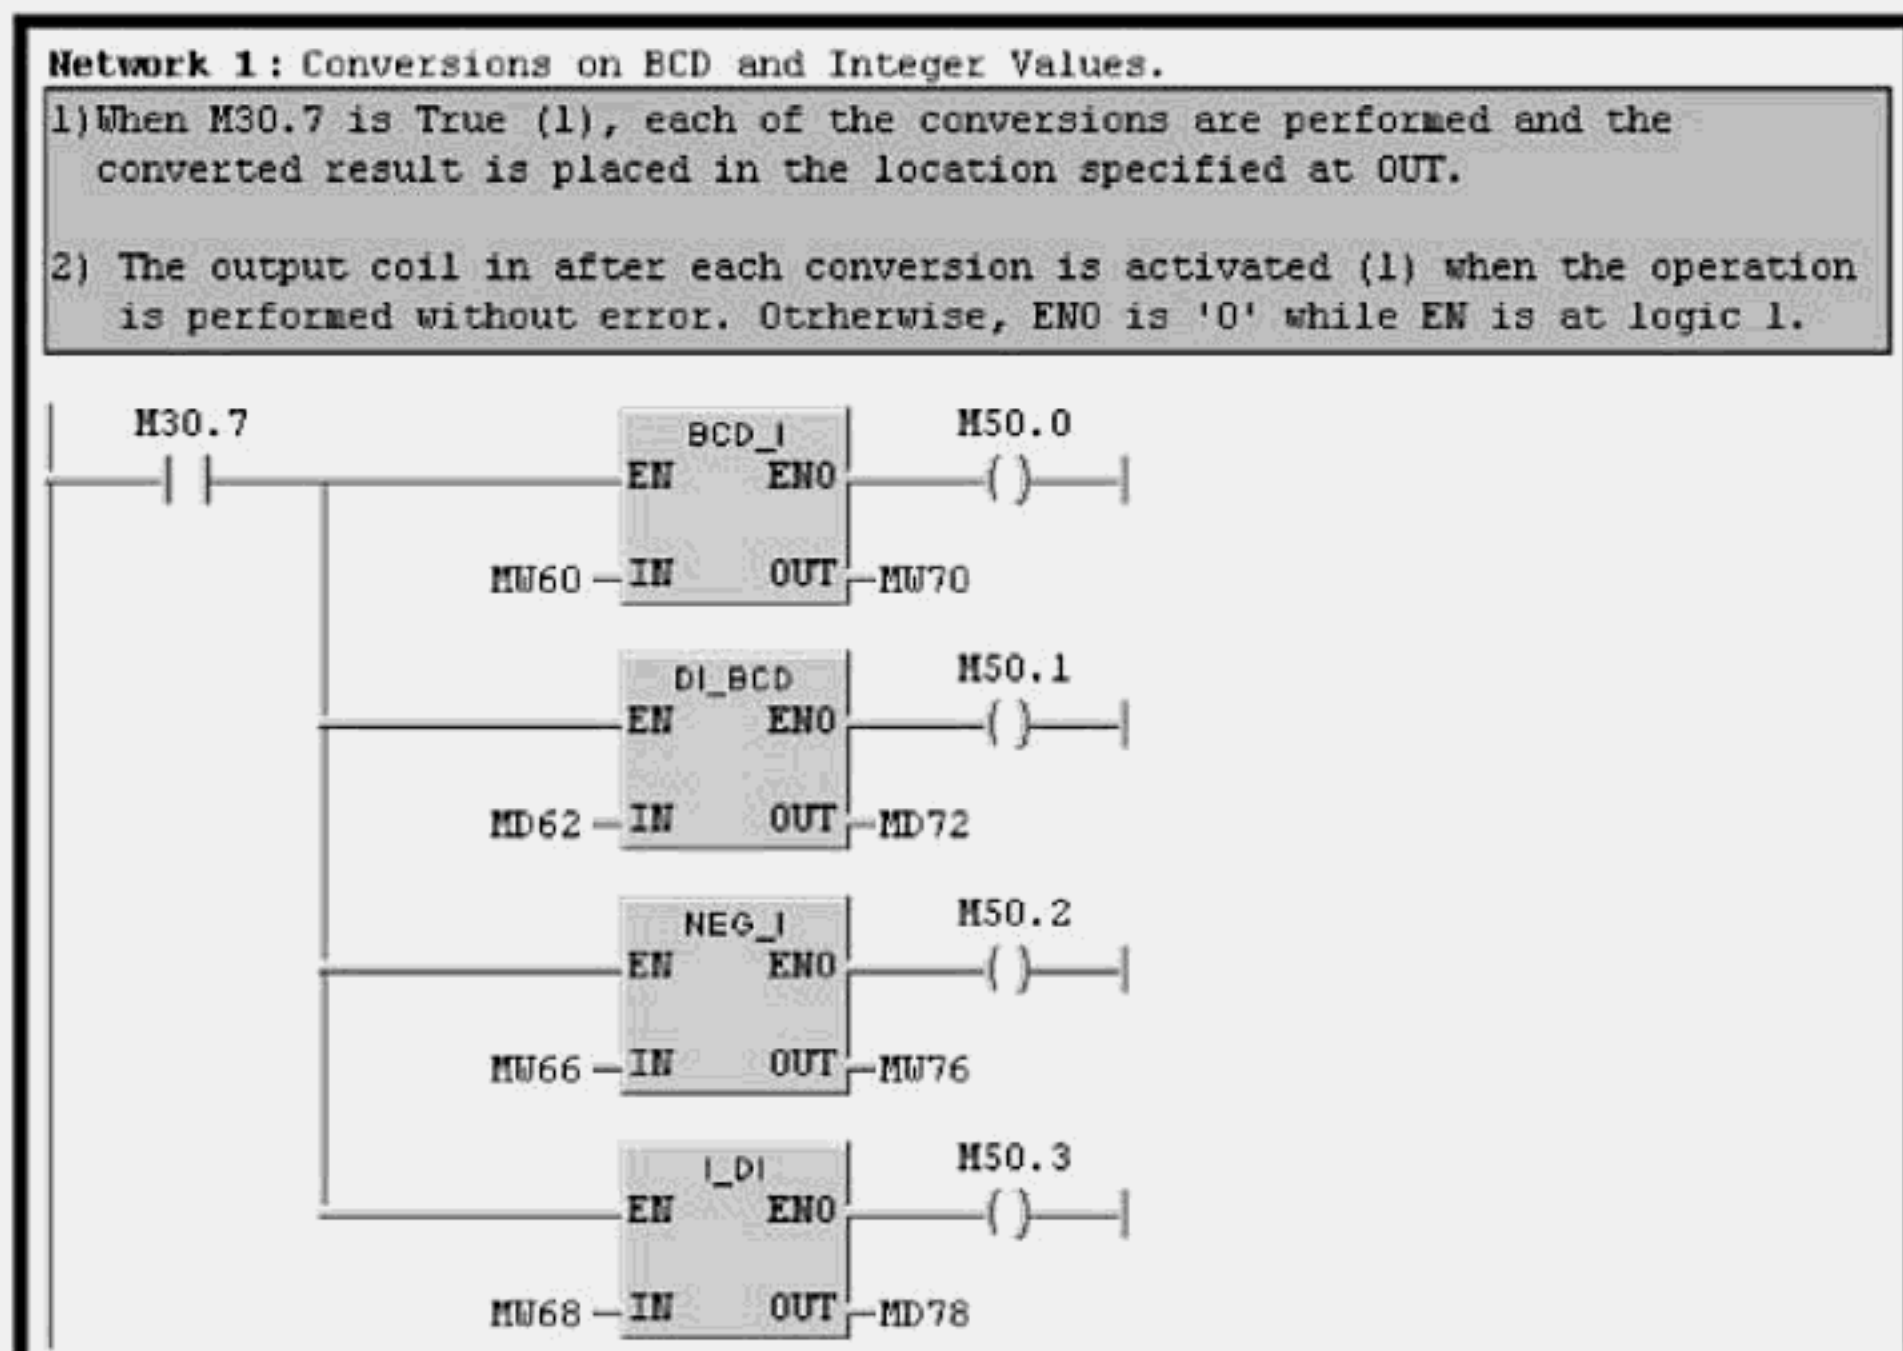 Network 1: Conversions on BCD and Integer Values.
1)When M30.7 is True (1), each of the conversions are performed and the
converted result is placed in the location specified at OUT.
2) The output coil in after each conversion is activated (1) when the operation
is performed without error. Otrherwise, ENO is '0' while EN is at logic 1.
M30.7
BCD_I
M50.0
EN ENO
MW60 IN OUT MW70
DI_BCD
M50.1
EN ENO
MD62 IN OUT MD72
NEG_I
M50.2
EN ENO
MW66 IN OUT MW76
I_DI
M50.3
EN ENO
MW68 IN OUT MD78